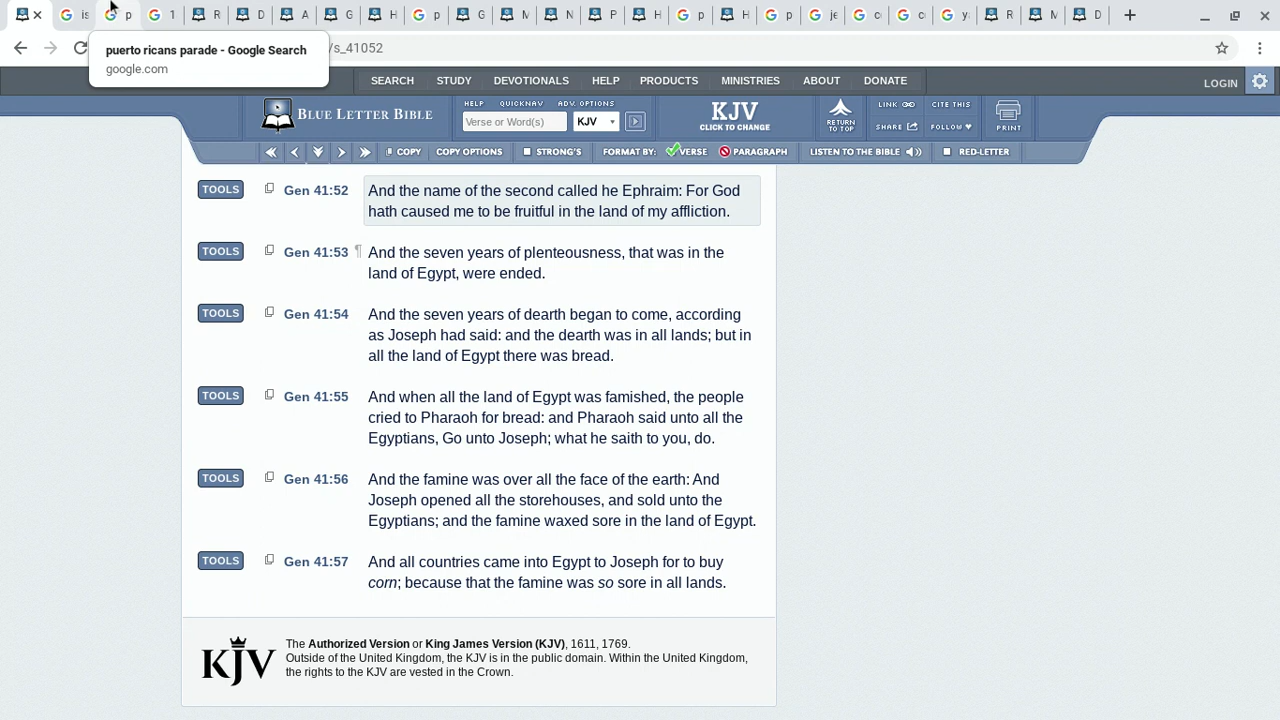 is
p
1
R
D
A
G
H
p
G
M
N
P
H
p
H
p
je
c
c
y
R
M
D
puerto ricans parade - Google Search
google.com
/s_41052
SEARCH STUDY DEVOTIONALS HELP PRODUCTS MINISTRIES ABOUT DONATE
LOGIN
BLUE LETTER BIBLE
HELP QUICKNAV ADV. OPTIONS
Verse or Word(s) KJV
KJV
CLICK TO CHANGE
RETURN
TO TOP
LINK CITE THIS
SHARE FOLLOW
PRINT
COPY COPY OPTIONS STRONG'S FORMAT BY: VERSE PARAGRAPH LISTEN TO THE BIBLE RED-LETTER
TOOLS Gen 41:52 And the name of the second called he Ephraim: For God
hath caused me to be fruitful in the land of my affliction.
TOOLS Gen 41:53 ¶ And the seven years of plenteousness, that was in the
land of Egypt, were ended.
TOOLS Gen 41:54 And the seven years of dearth began to come, according
as Joseph had said: and the dearth was in all lands; but in
all the land of Egypt there was bread.
TOOLS Gen 41:55 And when all the land of Egypt was famished, the people
cried to Pharaoh for bread: and Pharaoh said unto all the
Egyptians, Go unto Joseph; what he saith to you, do.
TOOLS Gen 41:56 And the famine was over all the face of the earth: And
Joseph opened all the storehouses, and sold unto the
Egyptians; and the famine waxed sore in the land of Egypt.
TOOLS Gen 41:57 And all countries came into Egypt to Joseph for to buy
corn; because that the famine was so sore in all lands.
KJV
The Authorized Version or King James Version (KJV), 1611, 1769.
Outside of the United Kingdom, the KJV is in the public domain. Within the United Kingdom,
the rights to the KJV are vested in the Crown.